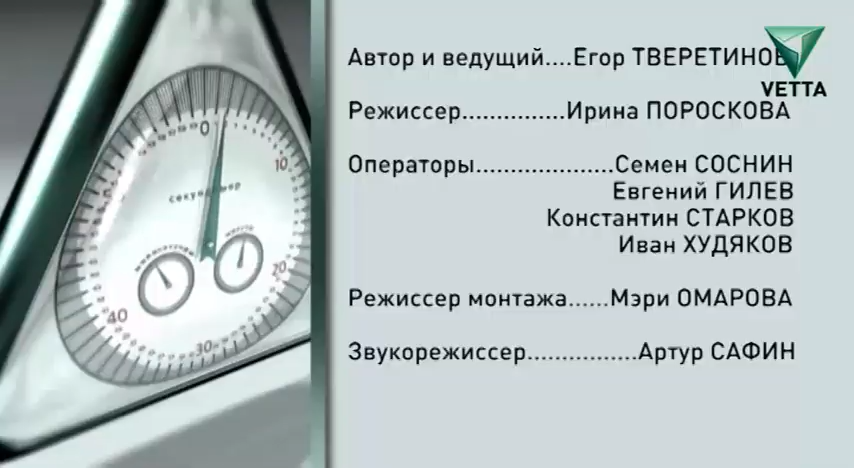 Автор и ведущий....Егор ТВЕРЕТИНОВ
VETTA
Режиссер.............Ирина ПОРОСКОВА
Операторы.................Семен СОСНИН
Евгений ГИЛЕВ
Константин СТАРКОВ
Иван ХУДЯКОВ
Режиссер монтажа......Мэри ОМАРОВА
Звукорежиссер................Артур САФИН
0
10
секундомер
20
40
30